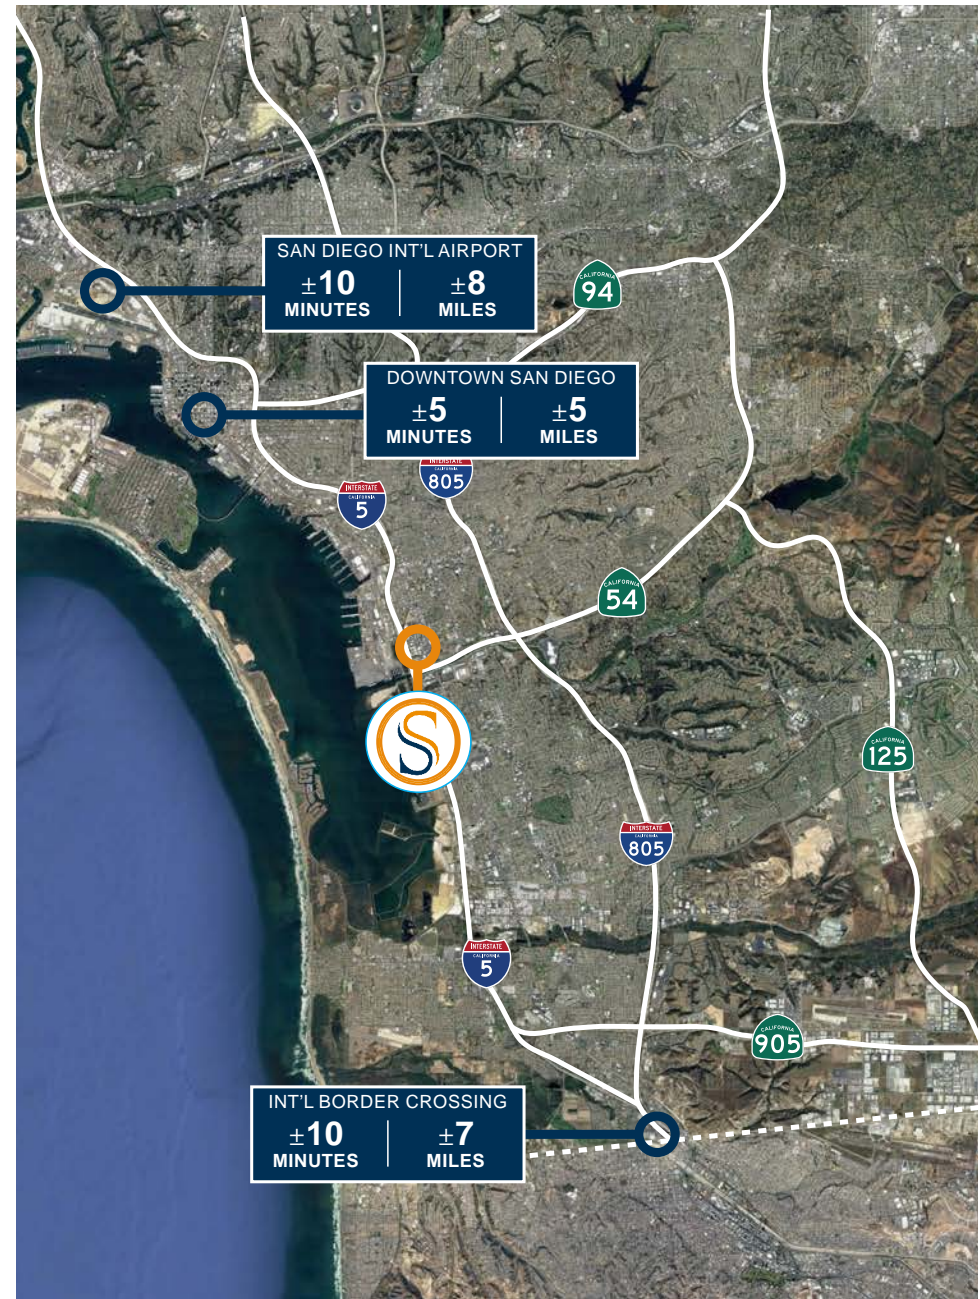 SAN DIEGO INT'L AIRPORT
±10
MINUTES
±8
MILES
CALIFORNIA
94
DOWNTOWN SAN DIEGO
±5
MINUTES
±5
MILES
INTERSTATE
CALIFORNIA
805
INTERSTATE
CALIFORNIA
5
CALIFORNIA
54
S
CALIFORNIA
125
INTERSTATE
CALIFORNIA
805
INTERSTATE
CALIFORNIA
5
CALIFORNIA
905
INT'L BORDER CROSSING
±10
MINUTES
±7
MILES